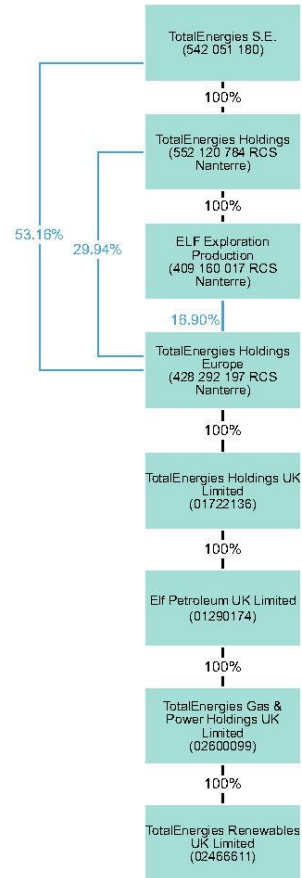 TotalEnergies S.E.
(542 051 180)
100%
TotalEnergies Holdings
(552 120 784 RCS
Nanterre)
100%
53.16%
29.94%
ELF Exploration
Production
(409 160 017 RCS
Nanterre)
16.90%
TotalEnergies Holdings
Europe
(428 292 197 RCS
Nanterre)
100%
TotalEnergies Holdings UK
Limited
(01722136)
100%
Elf Petroleum UK Limited
(01290174)
100%
TotalEnergies Gas &
Power Holdings UK
Limited
(02600099)
100%
TotalEnergies Renewables
UK Limited
(02466611)